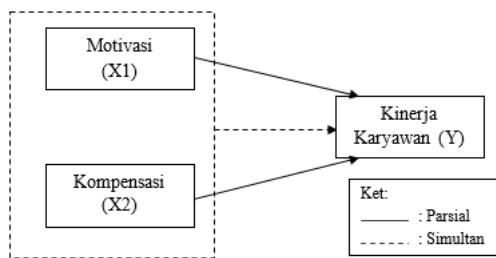 Motivasi
(X1)
Kinerja
Karyawan (Y)
Kompensasi
(X2)
Ket:
: Parsial
: Simultan